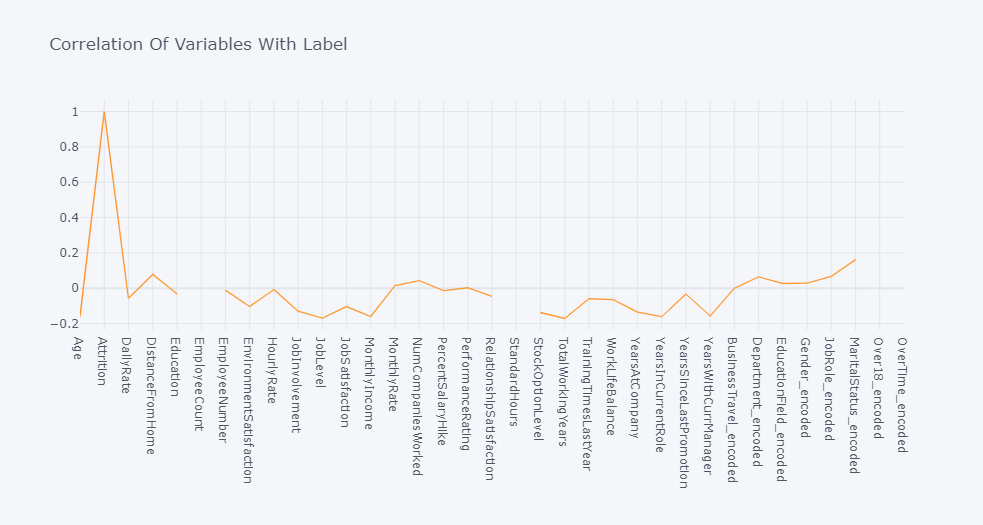 Correlation Of Variables With Label
1
0.8
0.6
0.4
0.2
0
−0.2
Age
Attrition
DailyRate
DistanceFromHome
Education
EmployeeCount
EmployeeNumber
EnvironmentSatisfaction
HourlyRate
JobInvolvement
JobLevel
JobSatisfaction
MonthlyIncome
MonthlyRate
NumCompaniesWorked
PercentSalaryHike
PerformanceRating
RelationshipSatisfaction
StandardHours
StockOptionLevel
TotalWorkingYears
TrainingTimesLastYear
WorkLifeBalance
YearsAtCompany
YearsInCurrentRole
YearsSinceLastPromotion
YearsWithCurrManager
BusinessTravel_encoded
Department_encoded
EducationField_encoded
Gender_encoded
JobRole_encoded
MaritalStatus_encoded
Over18_encoded
OverTime_encoded